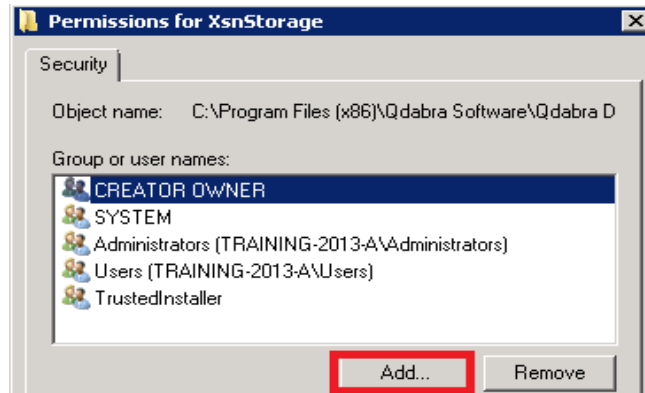 Permissions for XsnStorage
Security
Object name: C:\Program Files (x86)\Qdabra Software\Qdabra D
Group or user names:
CREATOR OWNER
SYSTEM
Administrators (TRAINING-2013-A\Administrators)
Users (TRAINING-2013-A\Users)
TrustedInstaller
Add... Remove